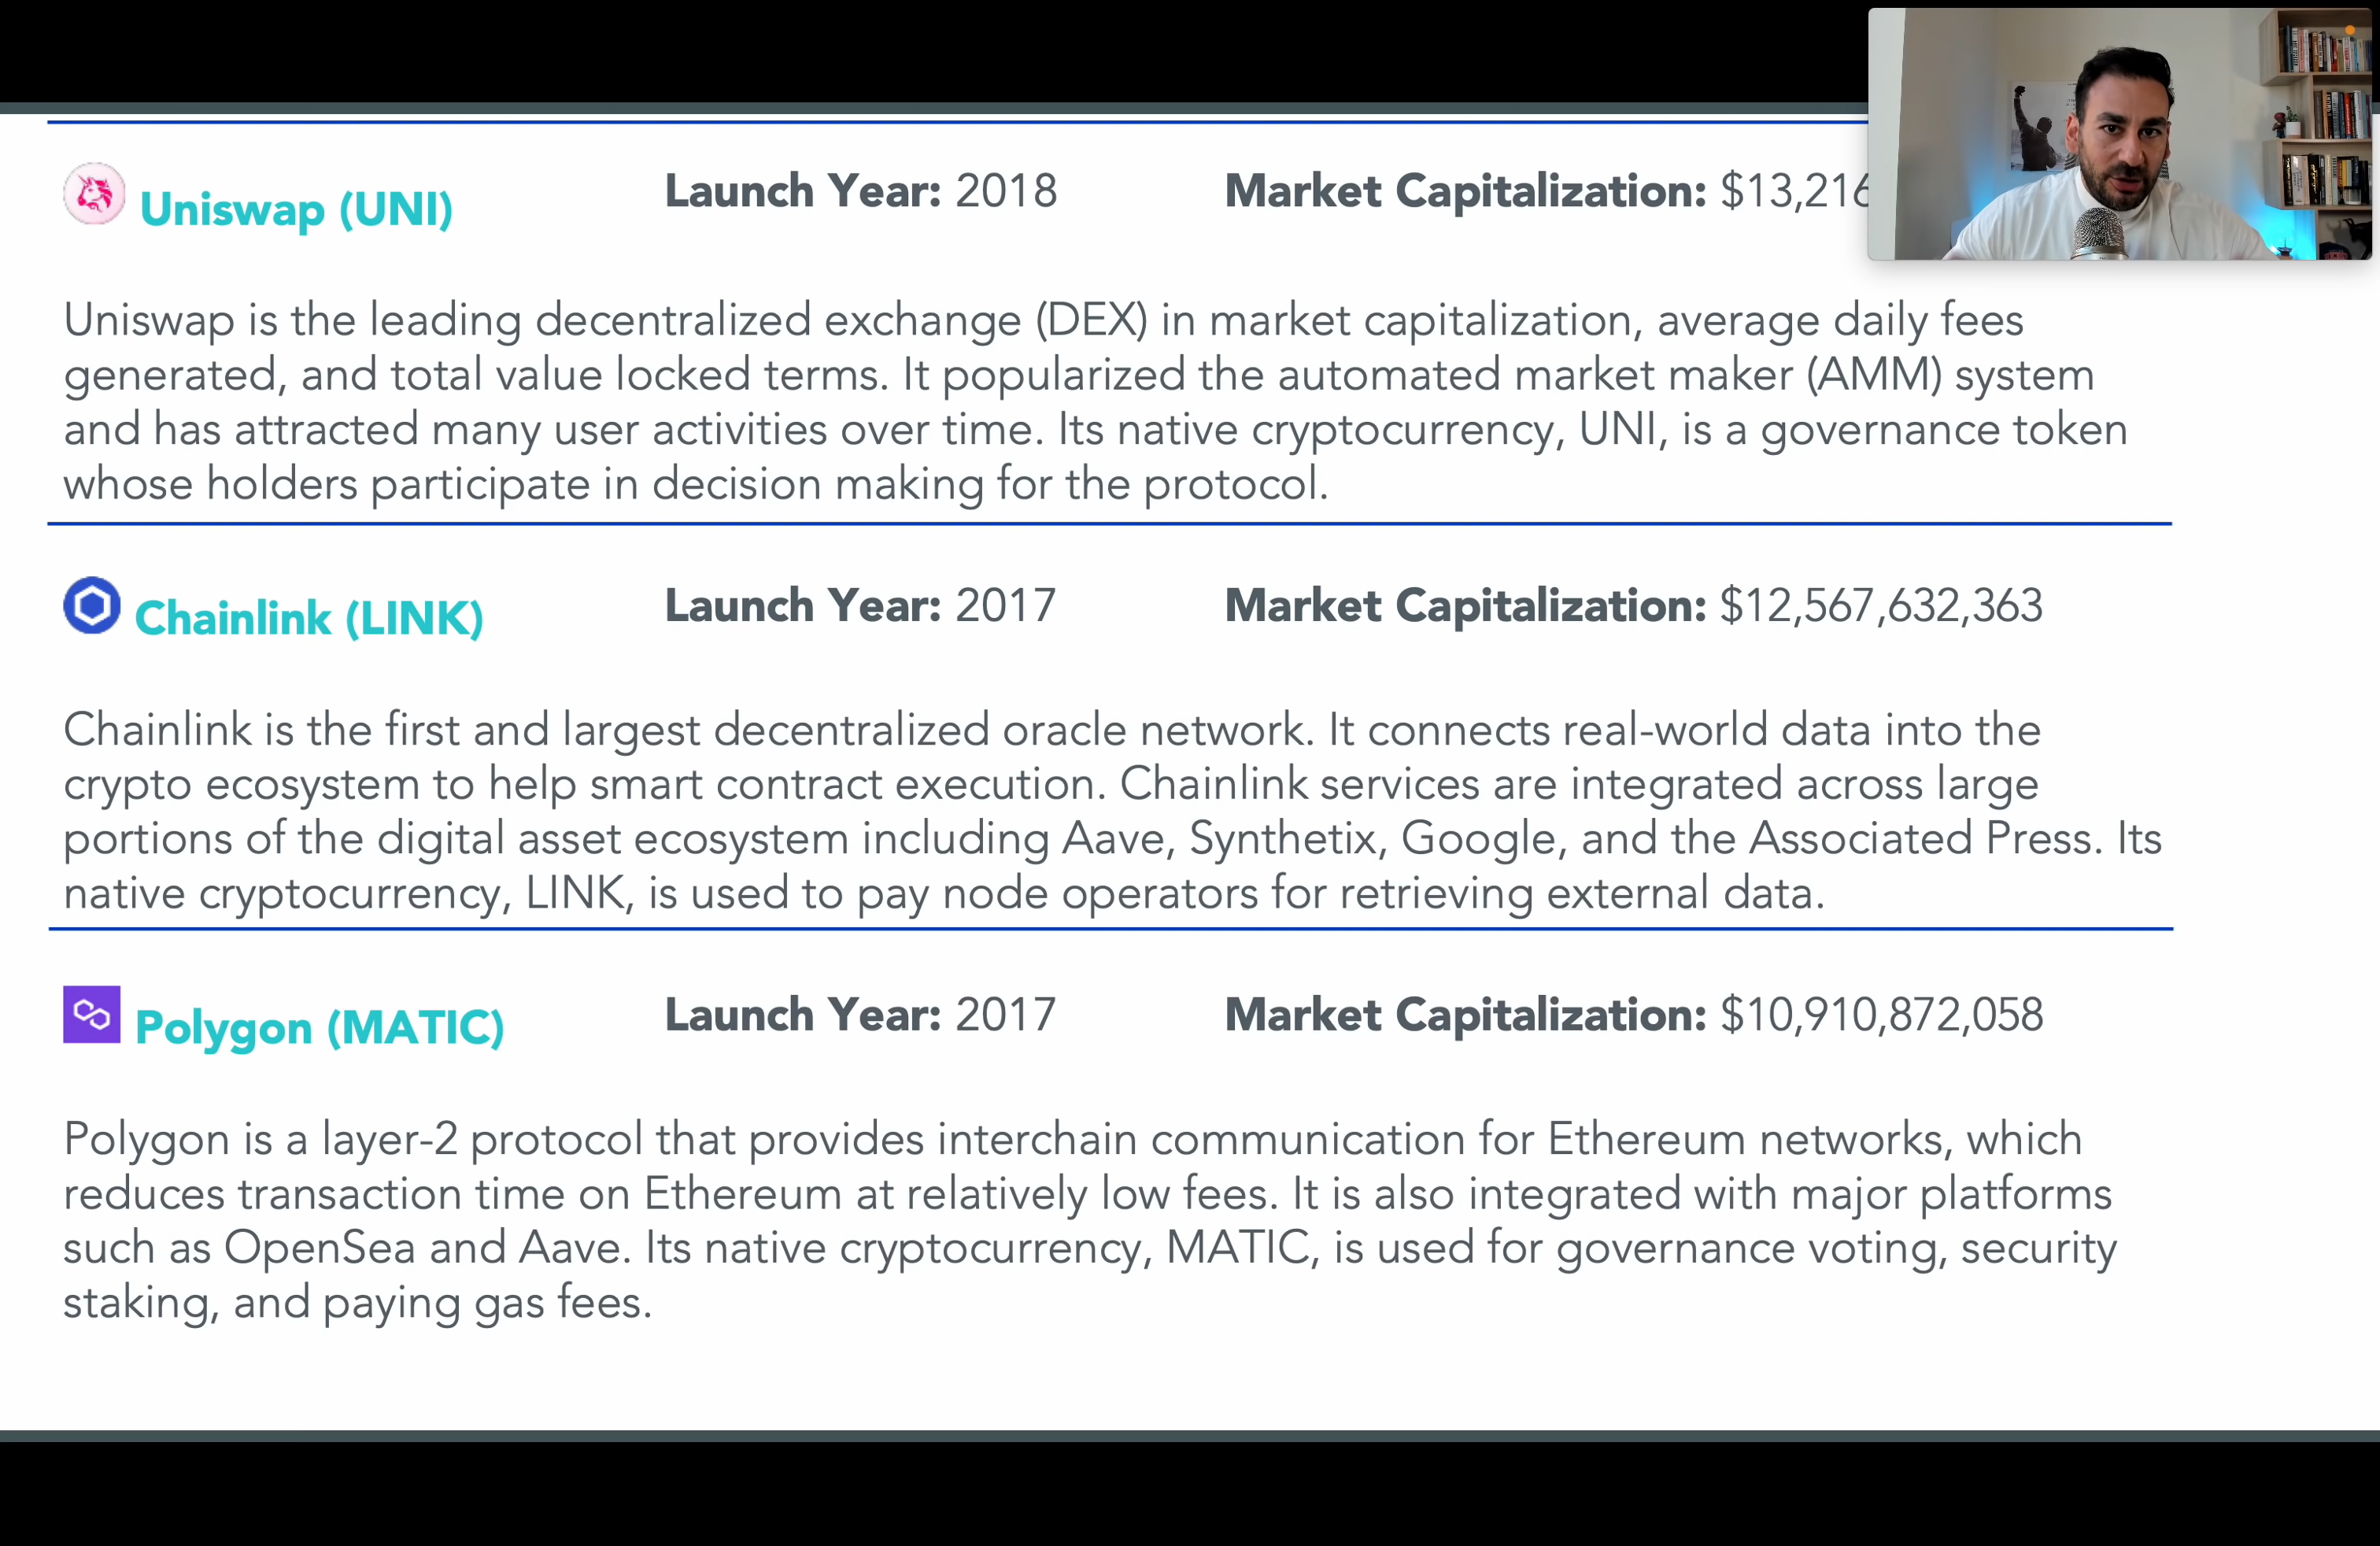 Uniswap (UNI) Launch Year: 2018 Market Capitalization: $13,216
Uniswap is the leading decentralized exchange (DEX) in market capitalization, average daily fees
generated, and total value locked terms. It popularized the automated market maker (AMM) system
and has attracted many user activities over time. Its native cryptocurrency, UNI, is a governance token
whose holders participate in decision making for the protocol.
Chainlink (LINK) Launch Year: 2017 Market Capitalization: $12,567,632,363
Chainlink is the first and largest decentralized oracle network. It connects real-world data into the
crypto ecosystem to help smart contract execution. Chainlink services are integrated across large
portions of the digital asset ecosystem including Aave, Synthetix, Google, and the Associated Press. Its
native cryptocurrency, LINK, is used to pay node operators for retrieving external data.
Polygon (MATIC) Launch Year: 2017 Market Capitalization: $10,910,872,058
Polygon is a layer-2 protocol that provides interchain communication for Ethereum networks, which
reduces transaction time on Ethereum at relatively low fees. It is also integrated with major platforms
such as OpenSea and Aave. Its native cryptocurrency, MATIC, is used for governance voting, security
staking, and paying gas fees.